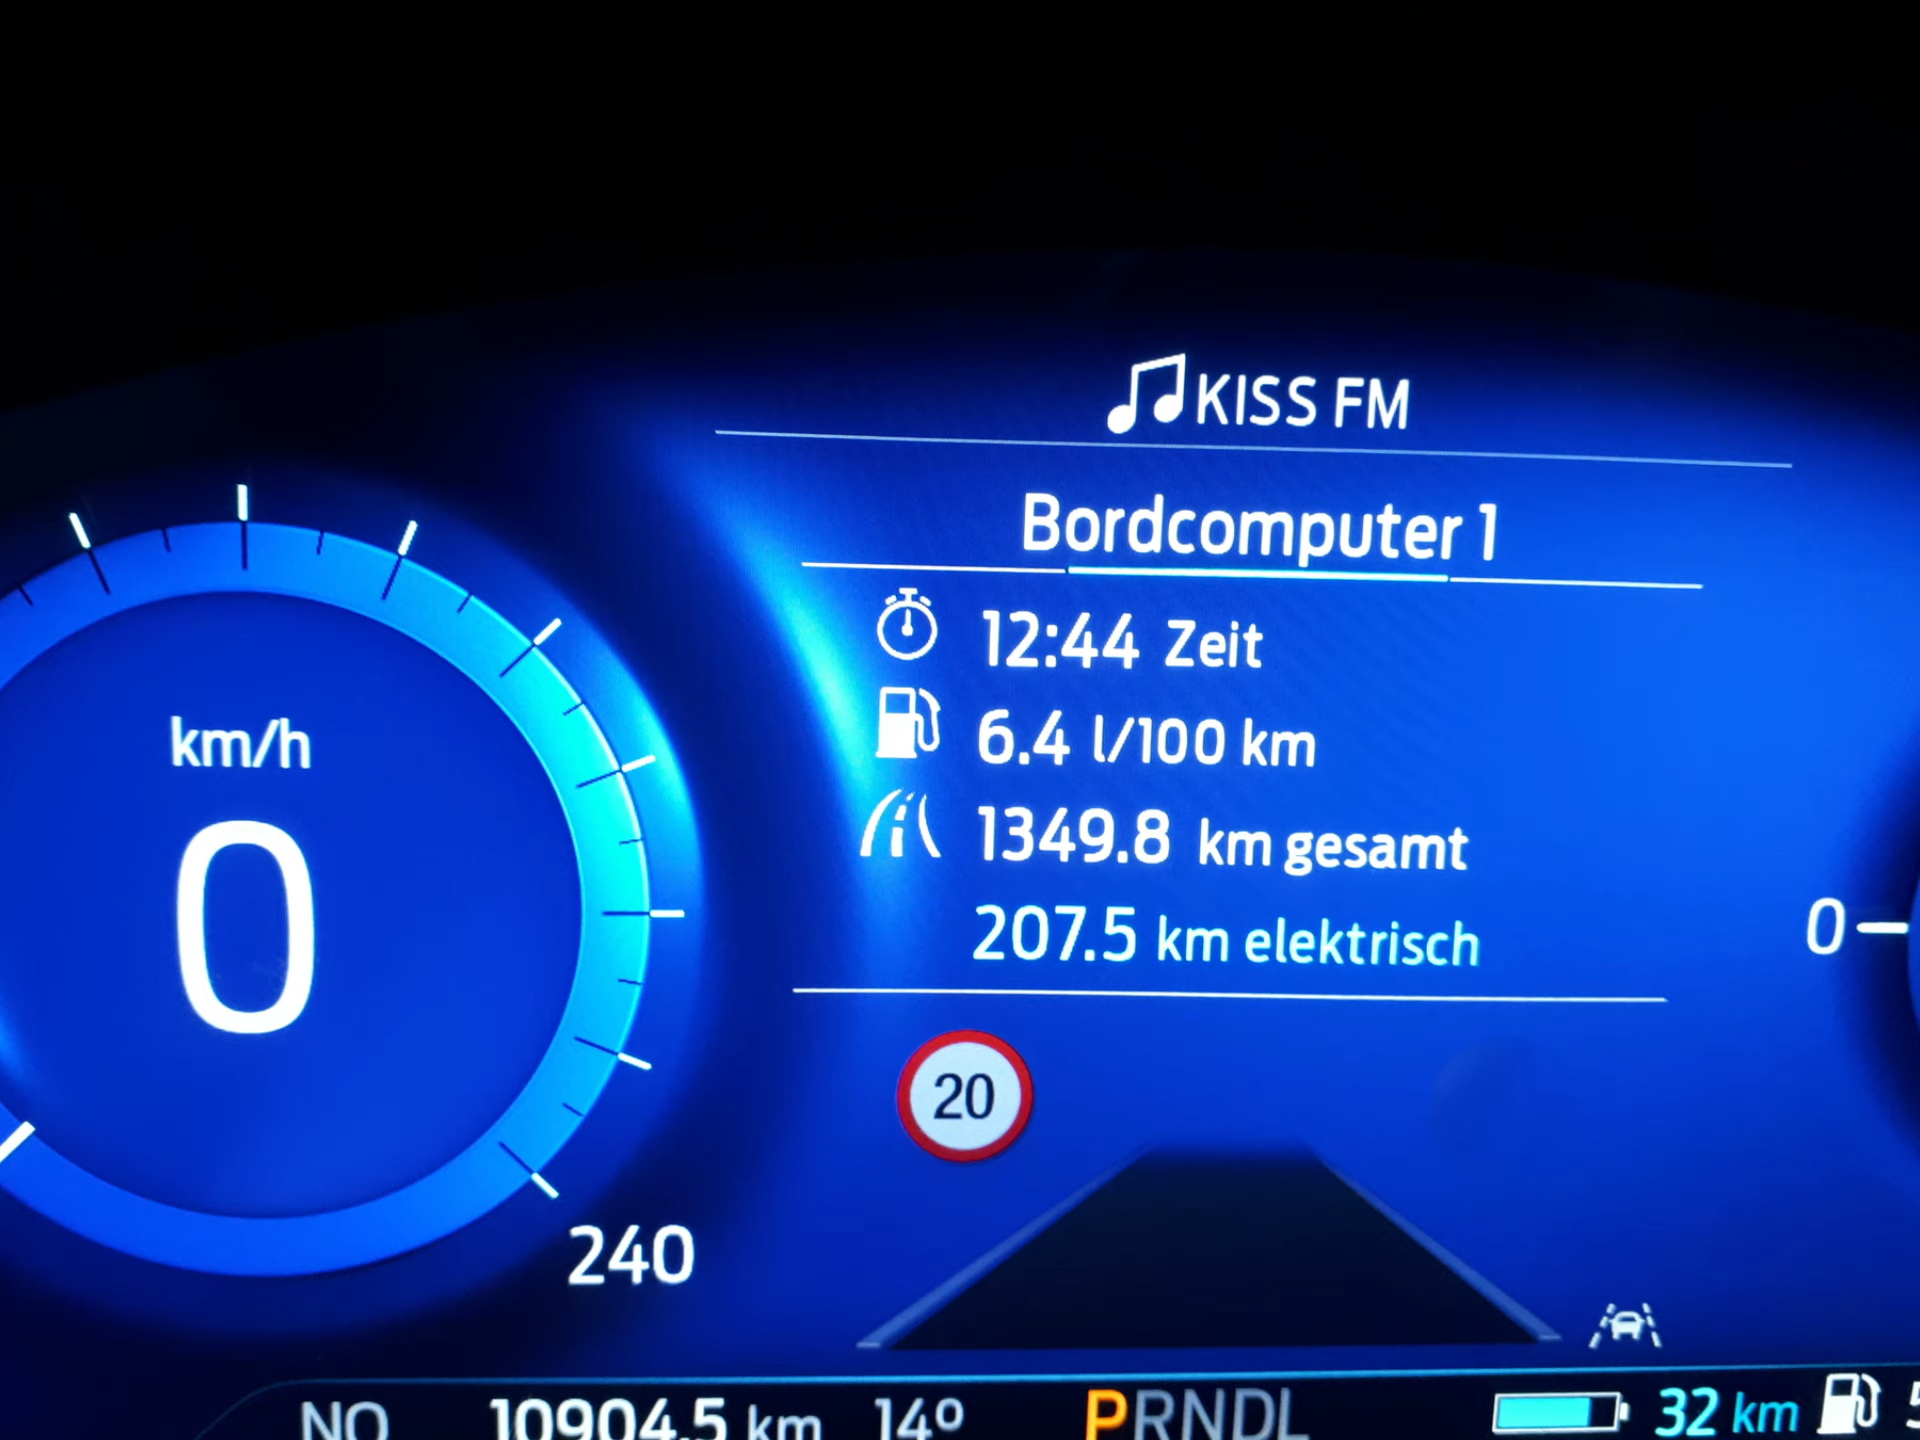 KISS FM
Bordcomputer 1
12:44 Zeit
6.4 l/100 km
1349.8 km gesamt
207.5 km elektrisch
km/h
0
0
20
240
NO 10904.5 km 14° PRNDL 32 km